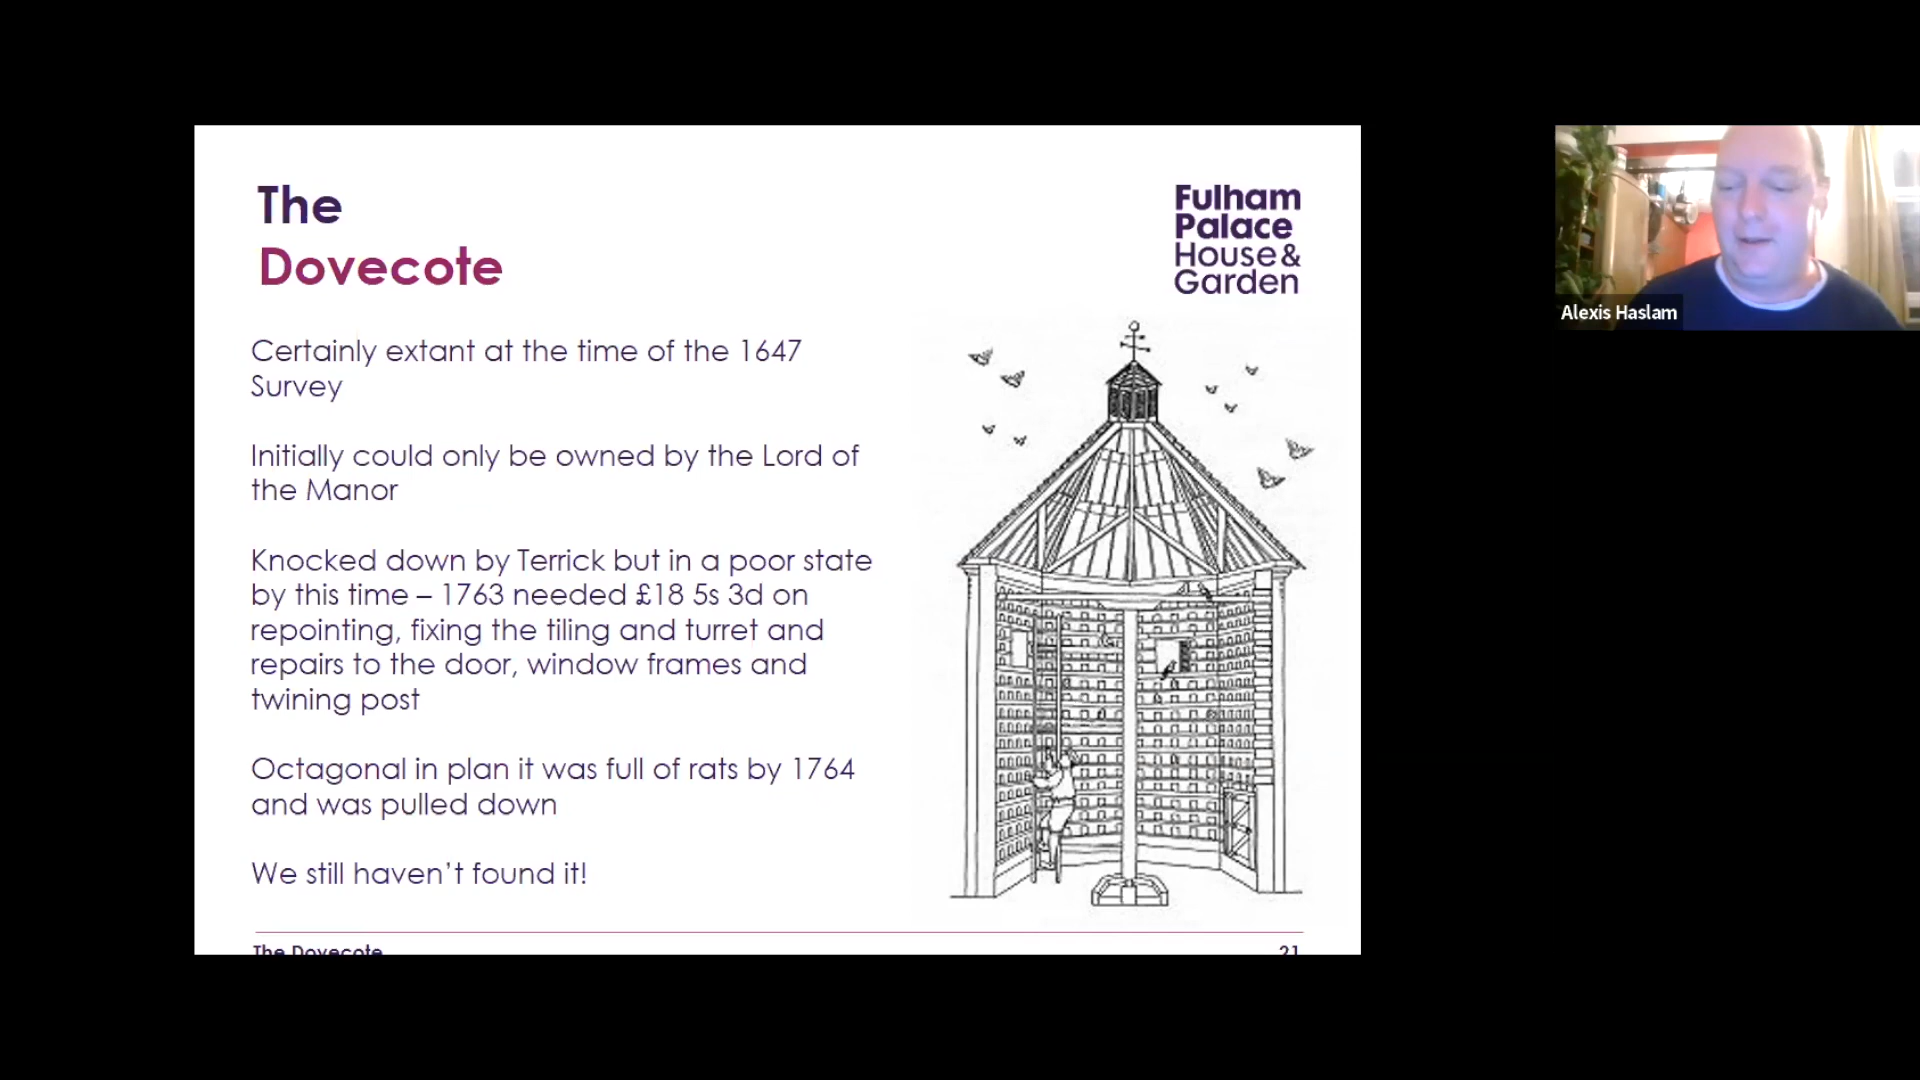 The
Dovecote
Fulham
Palace
House &
Garden
Certainly extant at the time of the 1647
Survey
Initially could only be owned by the Lord of
the Manor
Knocked down by Terrick but in a poor state
by this time – 1763 needed £18 5s 3d on
repointing, fixing the tiling and turret and
repairs to the door, window frames and
twining post
Octagonal in plan it was full of rats by 1764
and was pulled down
We still haven't found it!
The Dovecote
21
Alexis Haslam